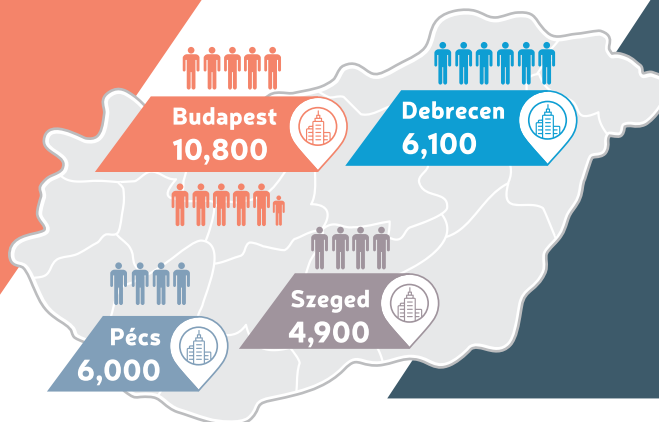 Budapest
10,800
Debrecen
6,100
Szeged
4,900
Pécs
6,000